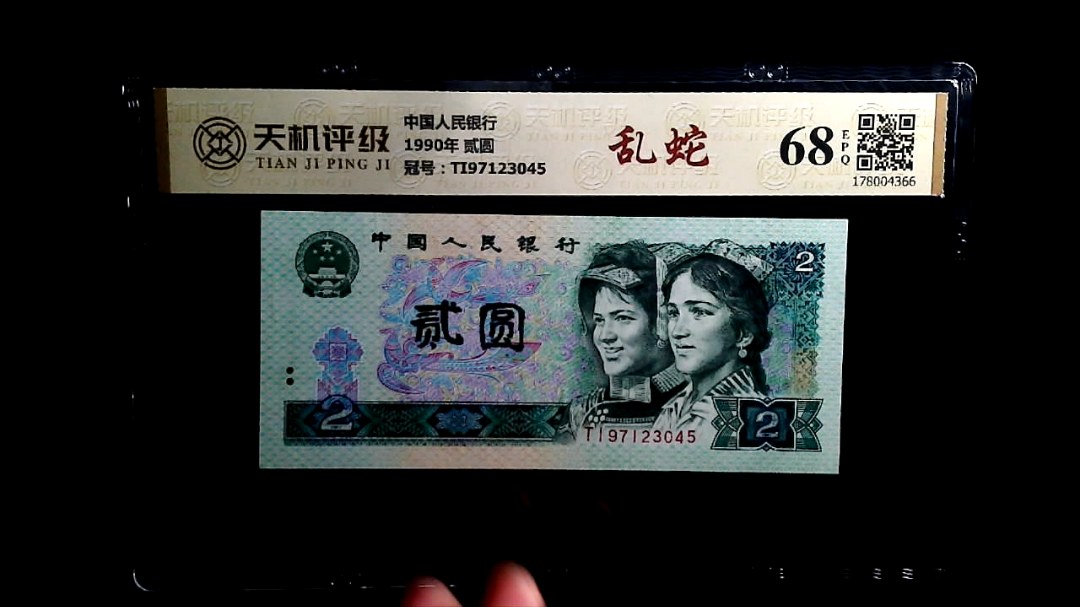 天机评级
TIAN JI PING JI
中国人民银行
1990年 贰圆
冠号：TI97123045
乱蛇
68
EPQ
178004366
中国人民银行
2
贰圆
2
TI97123045
2